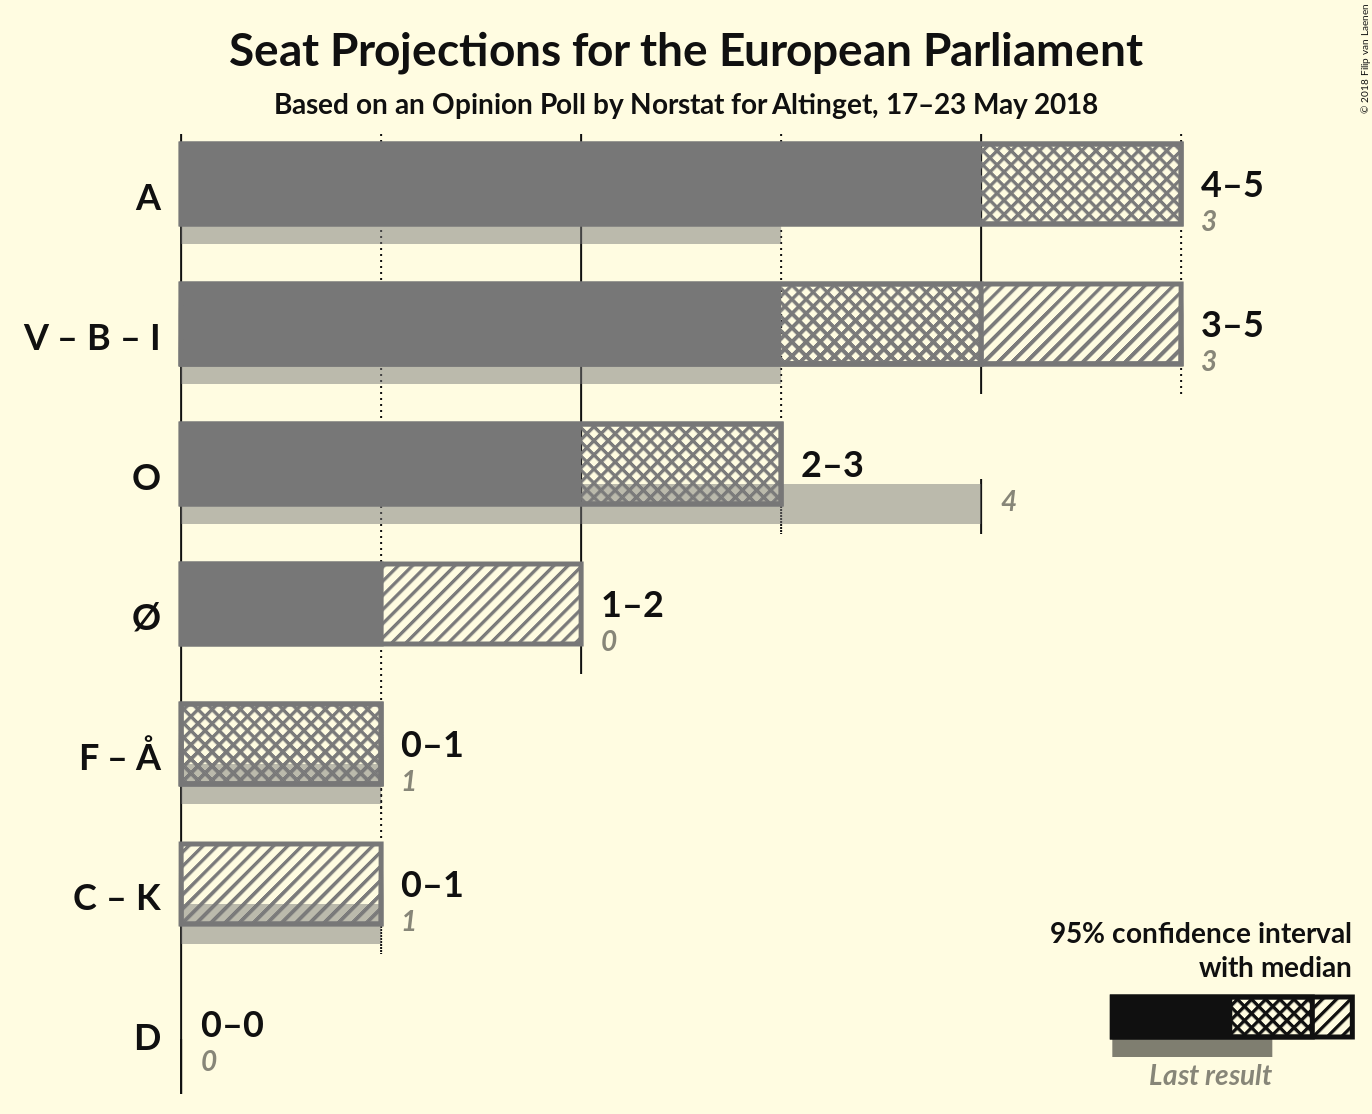 Seat Projections for the European Parliament
Based on an Opinion Poll by Norstat for Altinget, 17–23 May 2018
© 2018 Filip van Laenen
A
4–5
3
V – B – I
3–5
3
O
2–3
4
Ø
1–2
0
F – Å
0–1
1
C – K
0–1
1
D
0–0
0
95% confidence interval
with median
Last result